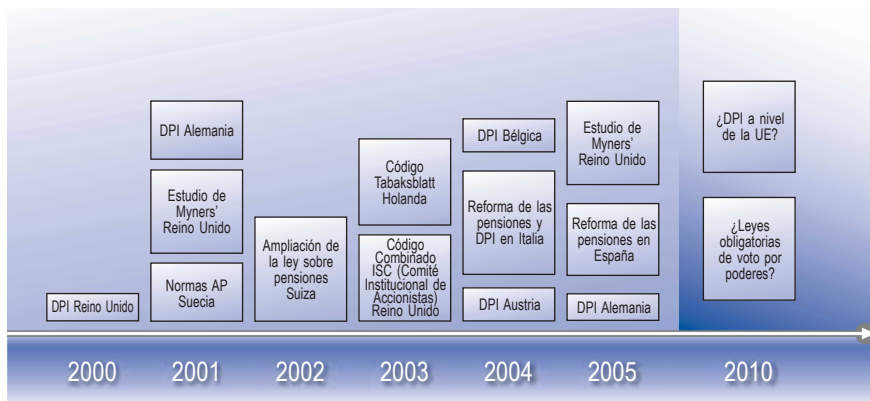 DPI Reino Unido
DPI Alemania
Estudio de
Myners’
Reino Unido
Normas AP
Suecia
Ampliación de
la ley sobre
pensiones
Suiza
Código
Tabaksblatt
Holanda
Código
Combinado
ISC (Comité
Institucional de
Accionistas)
Reino Unido
DPI Bélgica
Reforma de las
pensiones y
DPI en Italia
DPI Austria
Estudio de
Myners’
Reino Unido
Reforma de las
pensiones en
España
DPI Alemania
¿DPI a nivel
de la UE?
¿Leyes
obligatorias
de voto por
poderes?
2000 2001 2002 2003 2004 2005 2010